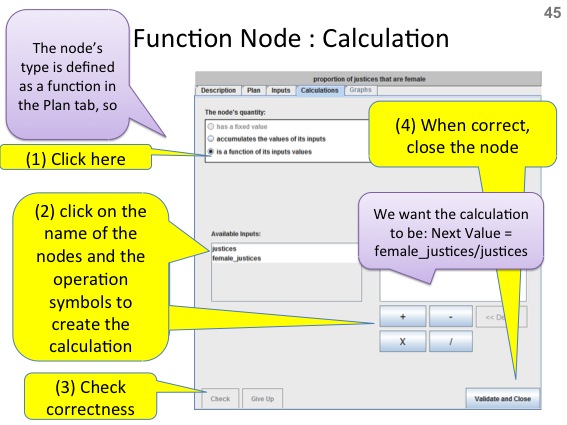 45
Function Node : Calculation
The node's
type is defined
as a function in
the Plan tab, so
(1) Click here
(2) click on the
name of the
nodes and the
operation
symbols to
create the
calculation
(3) Check
correctness
proportion of justices that are female
Description Plan Inputs Calculations Graphs
The node's quantity:
has a fixed value
accumulates the values of its inputs
is a function of its inputs values
(4) When correct,
close the node
We want the calculation
to be: Next Value =
female_justices/justices
Available Inputs:
justices
female_justices
+ - <<
X /
Check Give Up Validate and Close